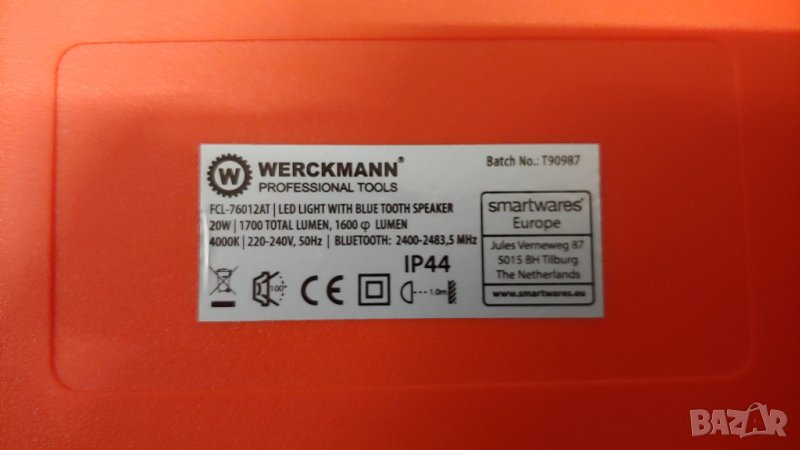 W WERCKMANN®
PROFESSIONAL TOOLS
Batch No.: T90987
FCL-76012AT | LED LIGHT WITH BLUE TOOTH SPEAKER
20W | 1700 TOTAL LUMEN, 1600 φ LUMEN
4000K | 220-240V, 50Hz | BLUETOOTH: 2400-2483,5 MHz
IP44
100°
CE
1.0m
smartwares®
Europe
Jules Verneweg 87
5015 BH Tilburg
The Netherlands
www.smartwares.eu
BAZAR